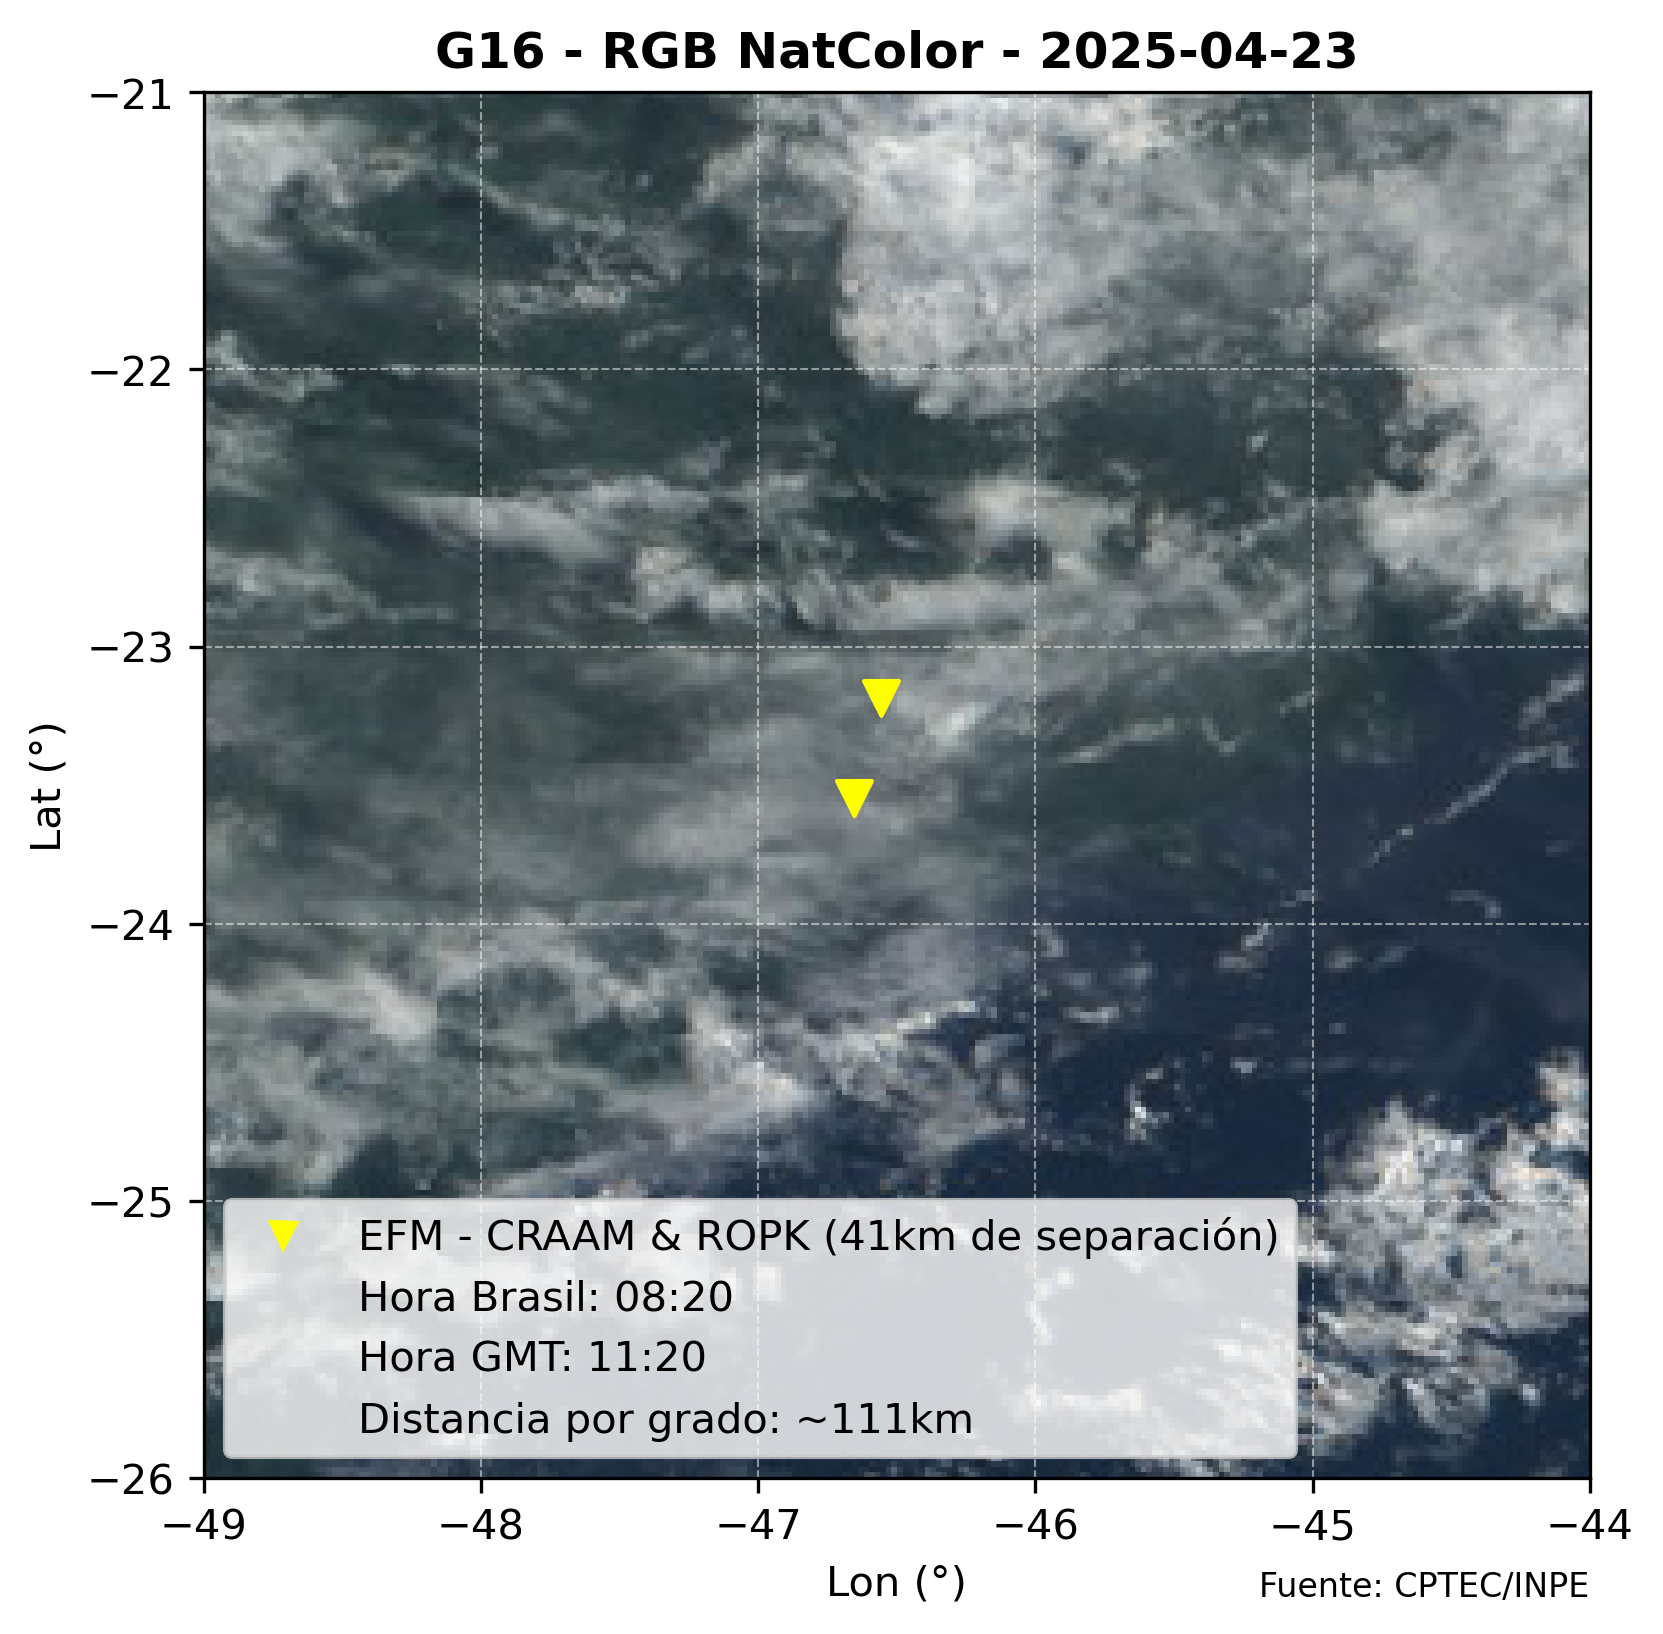 G16 - RGB NatColor - 2025-04-23
−21
−22
−23
−24
−25
−26
Lat (°)
EFM - CRAAM & ROPK (41km de separación)
Hora Brasil: 08:20
Hora GMT: 11:20
Distancia por grado: ~111km
−49 −48 −47 −46 −45 −44
Lon (°)
Fuente: CPTEC/INPE